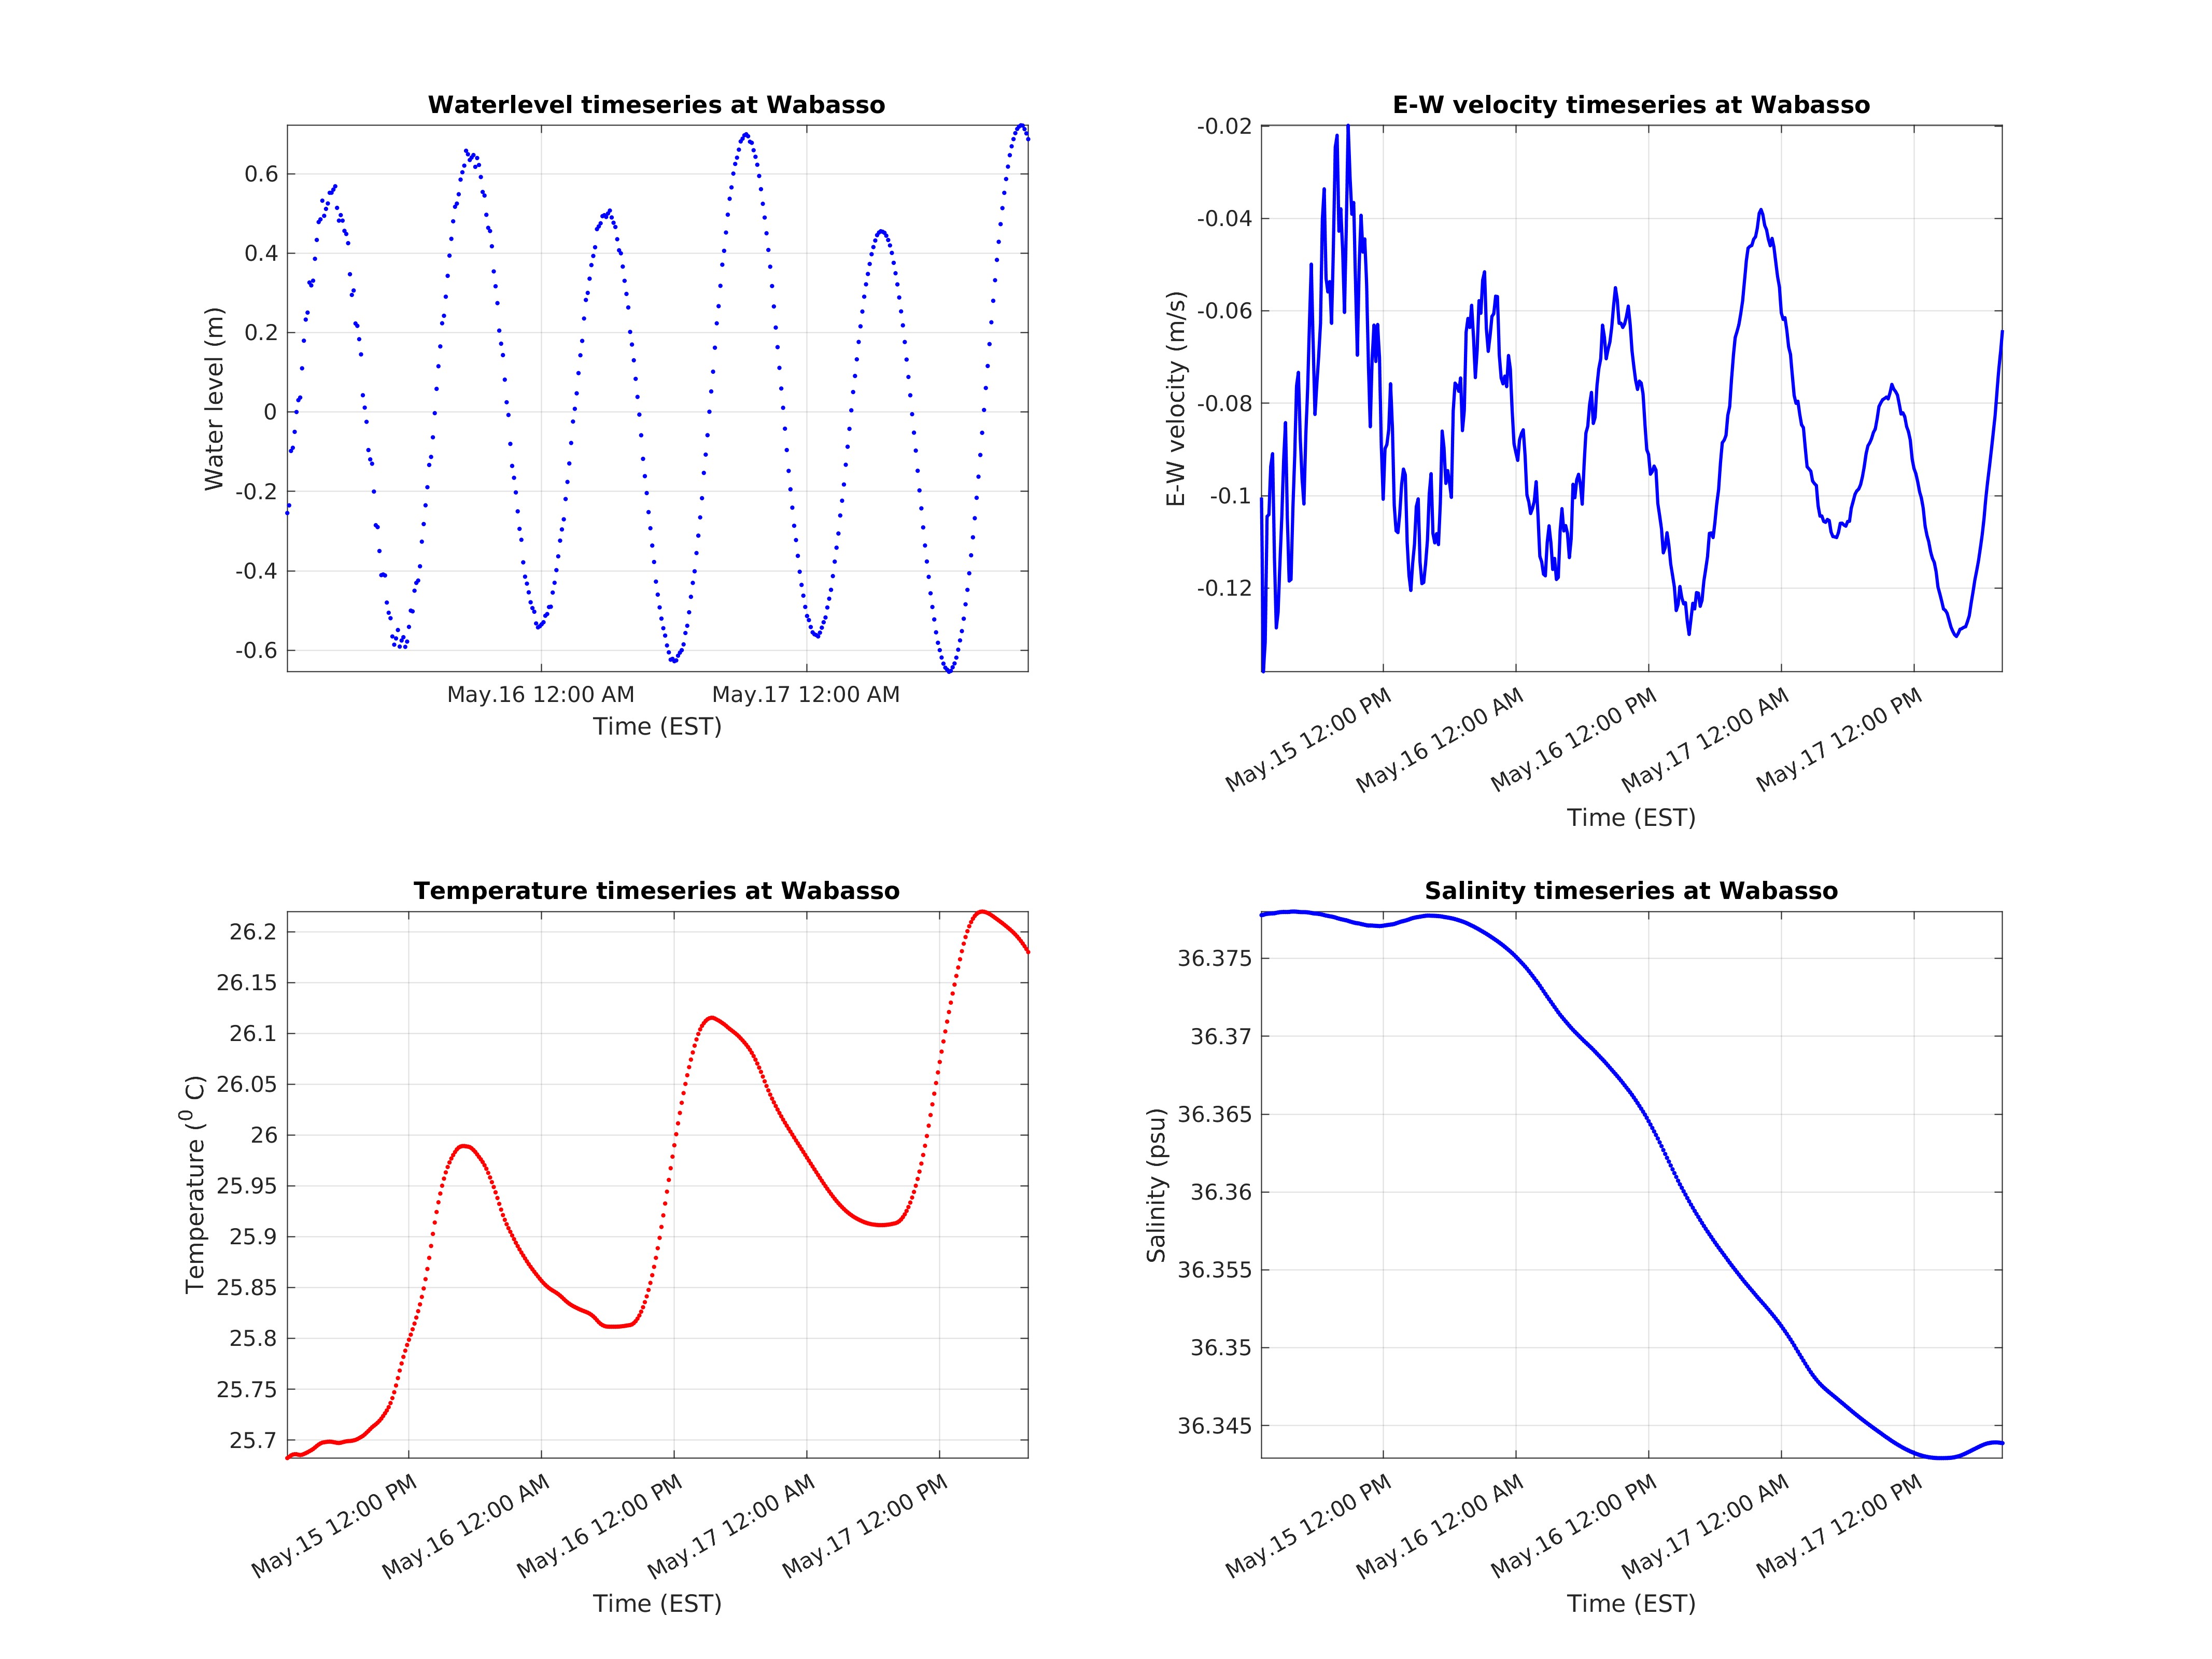 Waterlevel timeseries at Wabasso
0.6
0.4
0.2
0
-0.2
-0.4
-0.6
Water level (m)
May.16 12:00 AM
May.17 12:00 AM
Time (EST)
E-W velocity timeseries at Wabasso
-0.02
-0.04
-0.06
-0.08
-0.1
-0.12
E-W velocity (m/s)
May.15 12:00 PM
May.16 12:00 AM
May.16 12:00 PM
May.17 12:00 AM
May.17 12:00 PM
Time (EST)
Temperature timeseries at Wabasso
26.2
26.15
26.1
26.05
26
25.95
25.9
25.85
25.8
25.75
25.7
Temperature (⁰ C)
May.15 12:00 PM
May.16 12:00 AM
May.16 12:00 PM
May.17 12:00 AM
May.17 12:00 PM
Time (EST)
Salinity timeseries at Wabasso
36.375
36.37
36.365
36.36
36.355
36.35
36.345
Salinity (psu)
May.15 12:00 PM
May.16 12:00 AM
May.16 12:00 PM
May.17 12:00 AM
May.17 12:00 PM
Time (EST)